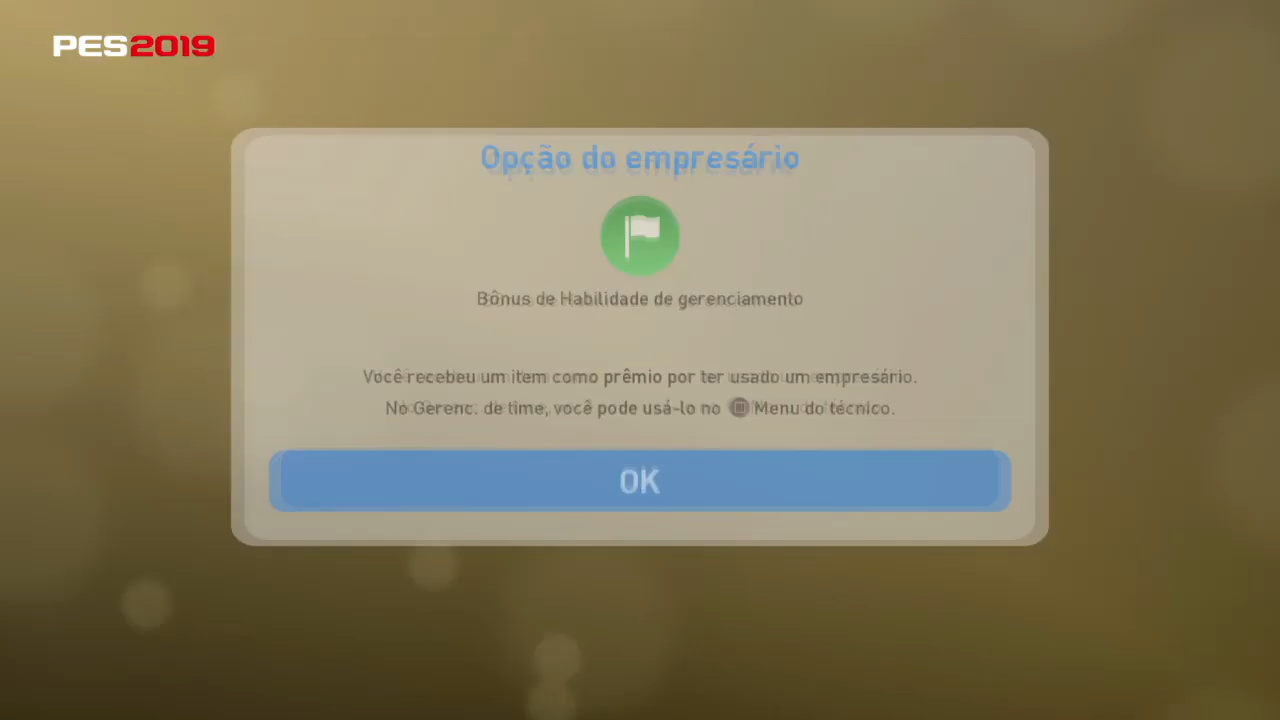 PES2019
Opção do empresário
Bônus de Habilidade de gerenciamento
Você recebeu um item como prêmio por ter usado um empresário.
No Gerenc. de time, você pode usá-lo no Menu do técnico.
OK